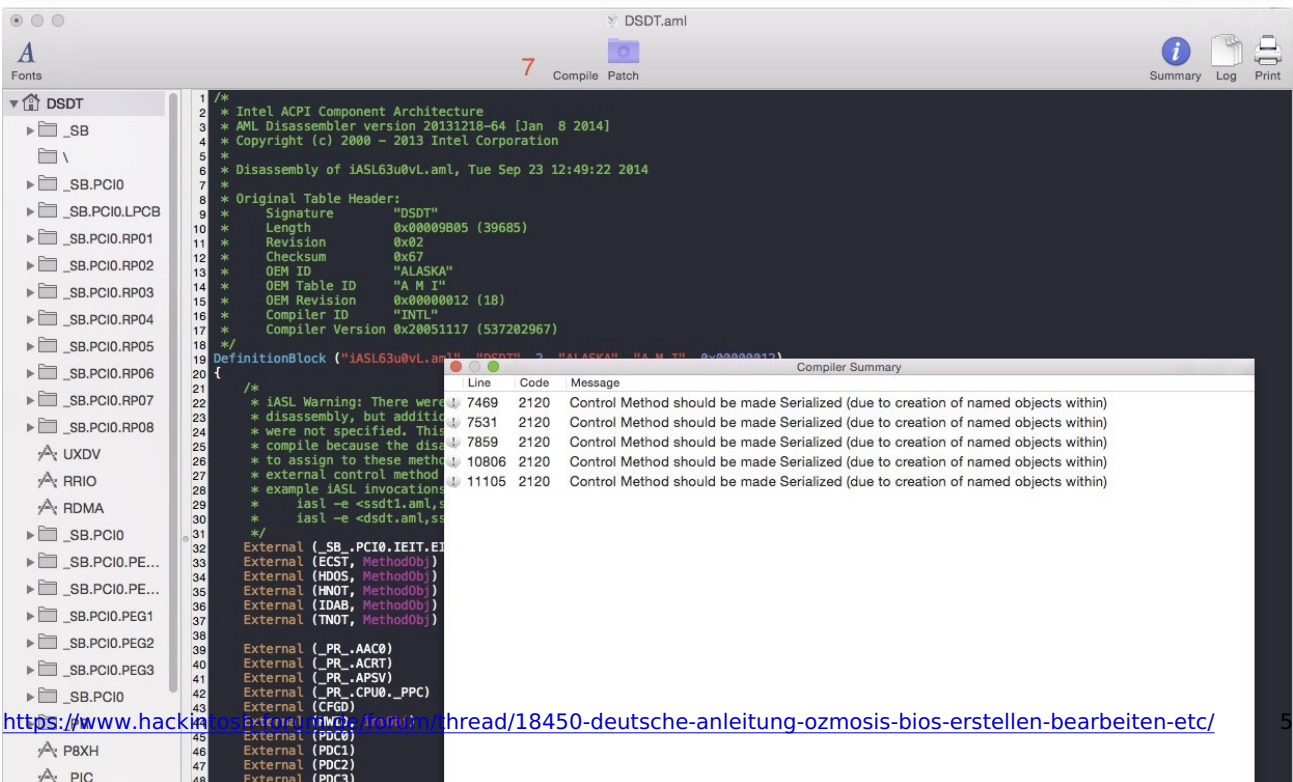 DSDT.aml
Fonts
7 Compile Patch
Summary Log Print
DSDT
_SB
\
_SB.PCI0
_SB.PCI0.LPCB
_SB.PCI0.RP01
_SB.PCI0.RP02
_SB.PCI0.RP03
_SB.PCI0.RP04
_SB.PCI0.RP05
_SB.PCI0.RP06
_SB.PCI0.RP07
_SB.PCI0.RP08
UXDV
RRIO
RDMA
_SB.PCI0
_SB.PCI0.PE...
_SB.PCI0.PE...
_SB.PCI0.PEG1
_SB.PCI0.PEG2
_SB.PCI0.PEG3
_SB.PCI0
P8XH
PIC
1 /*
2 * Intel ACPI Component Architecture
3 * AML Disassembler version 20131218-64 [Jan 8 2014]
4 * Copyright (c) 2000 - 2013 Intel Corporation
5 *
6 * Disassembly of iASL63u0vL.aml, Tue Sep 23 12:49:22 2014
7 *
8 * Original Table Header:
9 * Signature "DSDT"
10 * Length 0x00009B05 (39685)
11 * Revision 0x02
12 * Checksum 0x67
13 * OEM ID "ALASKA"
14 * OEM Table ID "A M I"
15 * OEM Revision 0x00000012 (18)
16 * Compiler ID "INTL"
17 * Compiler Version 0x20051117 (537202967)
18 */
19 DefinitionBlock ("iASL63u0vL.aml", "DSDT", 2, "ALASKA", "A M I", 0x00000012)
20 {
21 /*
22 * iASL Warning: There were
23 * disassembly, but additio
24 * were not specified. This
25 * compile because the disa
26 * to assign to these metho
27 * external control method
28 * example iASL invocations
29 * iasl -e <ssdt1.aml,s
30 * iasl -e <dsdt.aml,ss
31 */
32 External (_SB_.PCI0.IEIT.EI
33 External (ECST, MethodObj)
34 External (HDOS, MethodObj)
35 External (HNOT, MethodObj)
36 External (IDAB, MethodObj)
37 External (TNOT, MethodObj)
38
39 External (_PR_.AAC0)
40 External (_PR_.ACRT)
41 External (_PR_.APSV)
42 External (_PR_.CPU0._PPC)
43 External (CFGD)
44
45 External (PDC0)
46 External (PDC1)
47 External (PDC2)
48 External (PDC3)
Compiler Summary
Line Code Message
7469 2120 Control Method should be made Serialized (due to creation of named objects within)
7531 2120 Control Method should be made Serialized (due to creation of named objects within)
7859 2120 Control Method should be made Serialized (due to creation of named objects within)
10806 2120 Control Method should be made Serialized (due to creation of named objects within)
11105 2120 Control Method should be made Serialized (due to creation of named objects within)
https://www.hackintosh-forum.de/forum/thread/18450-deutsche-anleitung-ozmosis-bios-erstellen-bearbeiten-etc/ 5